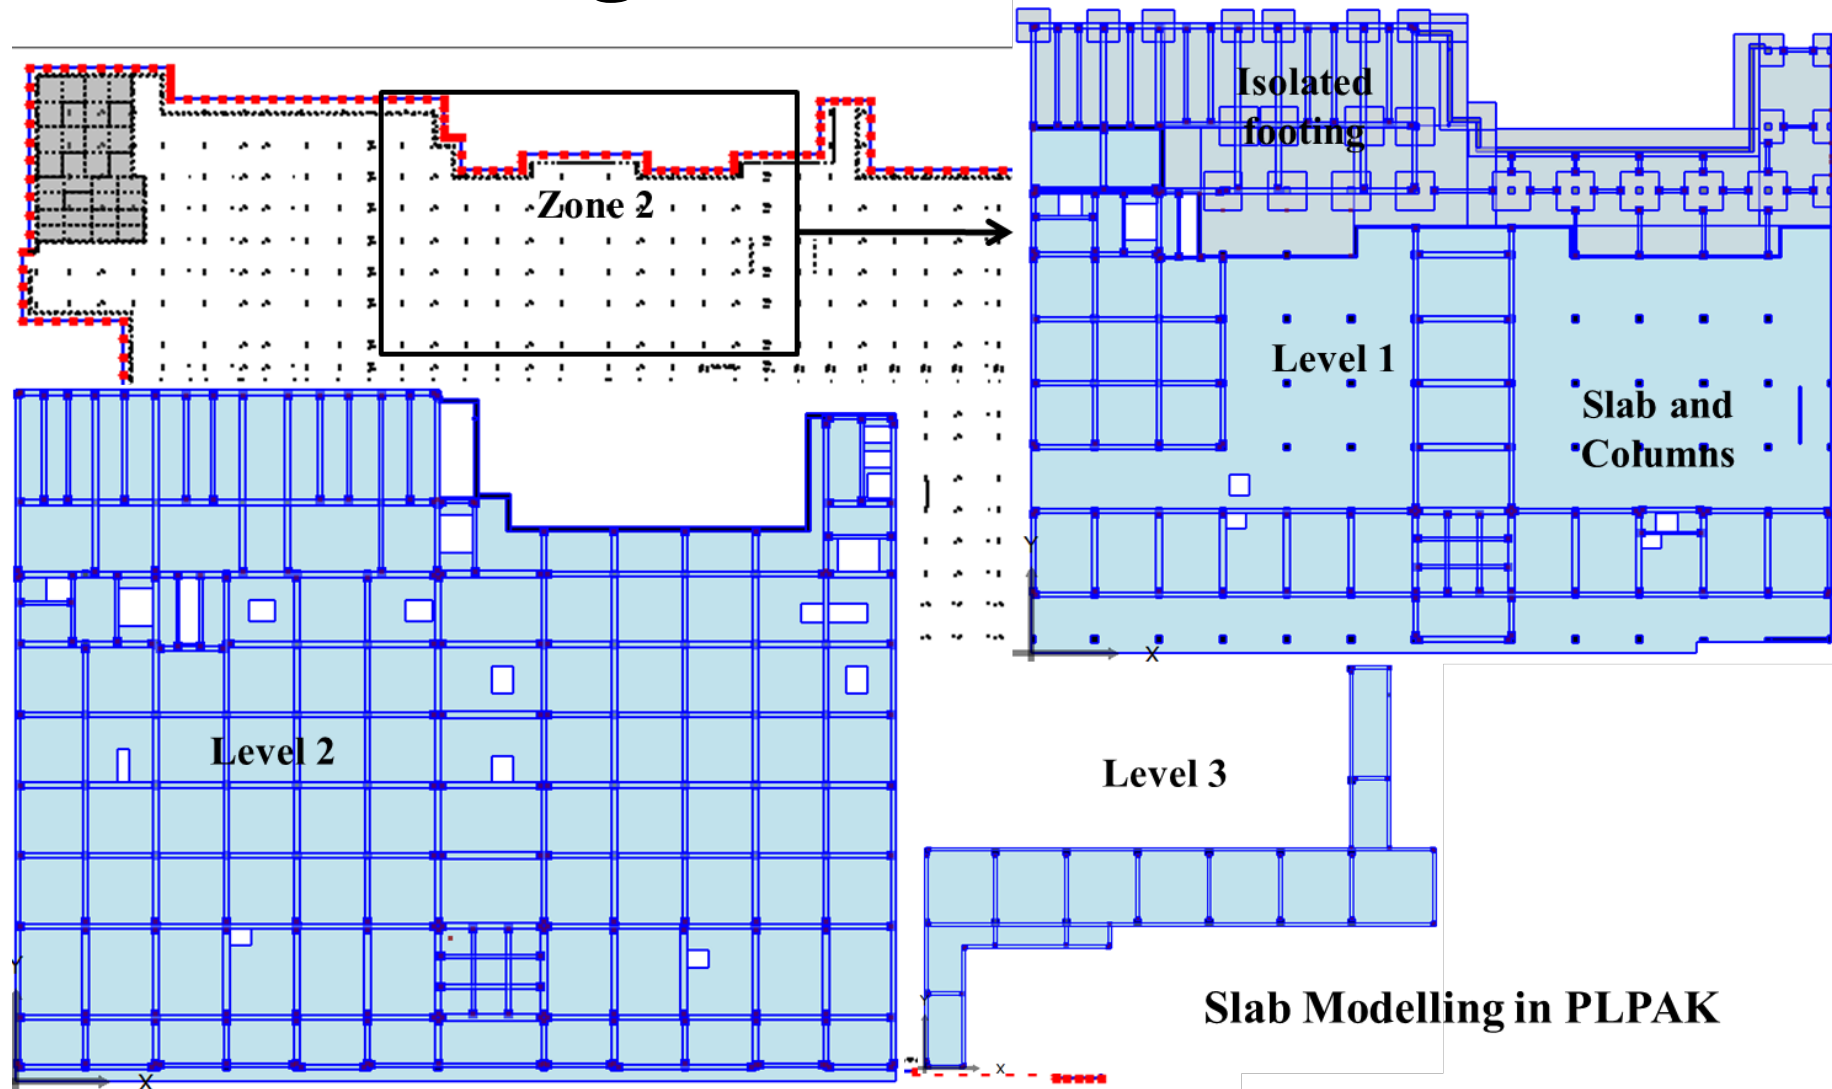 Isolated
footing
Zone 2
Level 1
Slab and
Columns
Y
X
Level 2
Level 3
Y
X
Slab Modelling in PLPAK
X